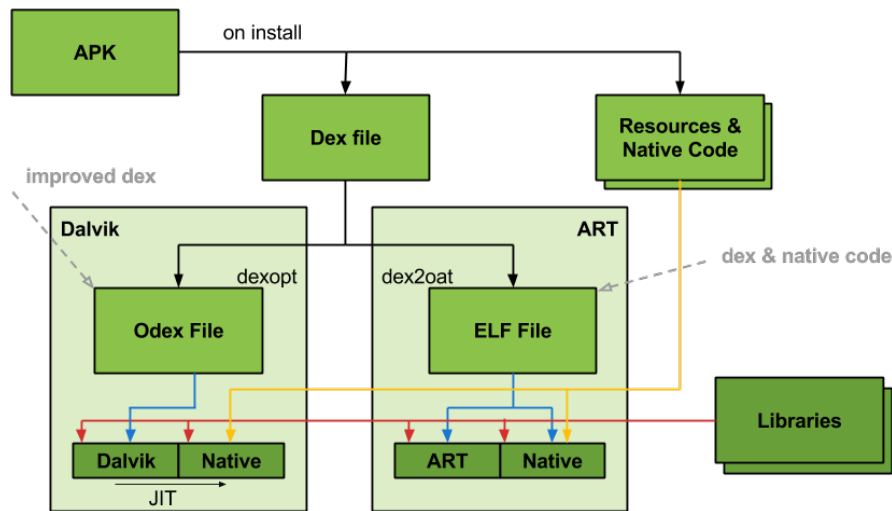 APK
on install
Dex file
Resources &
Native Code
improved dex
Dalvik
ART
dex & native code
dexopt
dex2oat
Odex File
ELF File
Libraries
Dalvik
Native
ART
Native
JIT